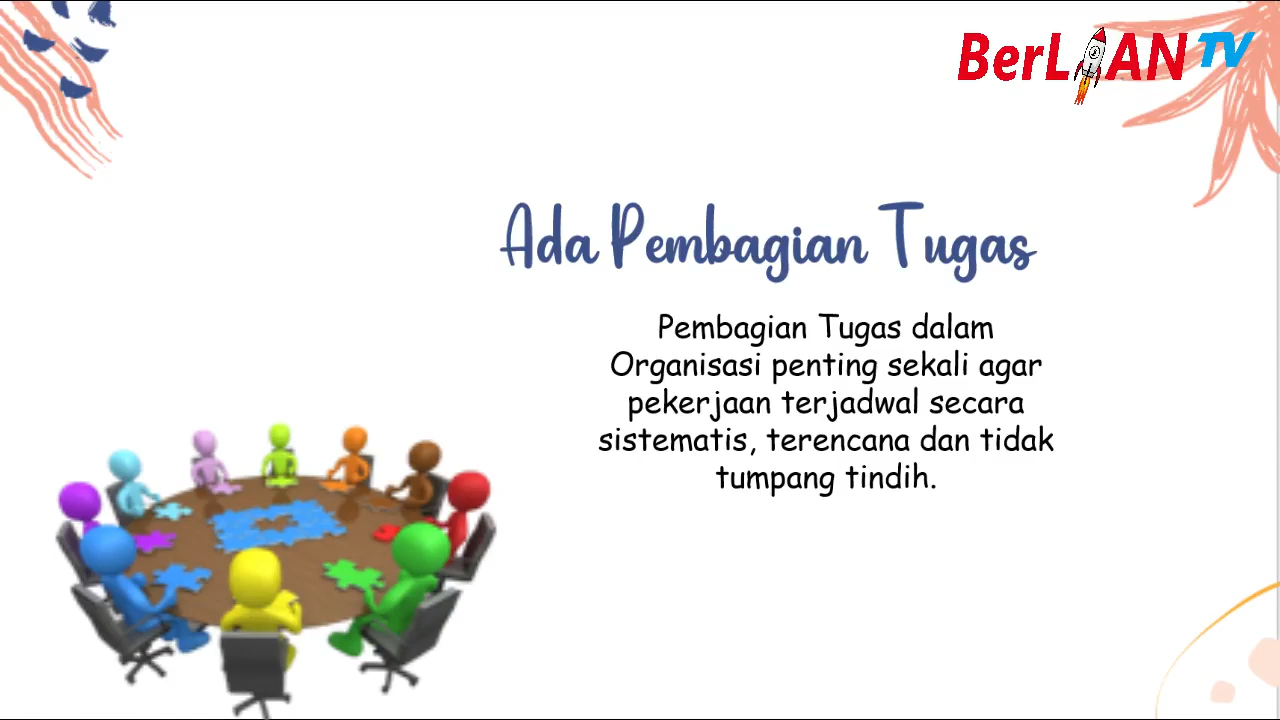 BerLIAN TV
Ada Pembagian Tugas
Pembagian Tugas dalam
Organisasi penting sekali agar
pekerjaan terjadwal secara
sistematis, terencana dan tidak
tumpang tindih.